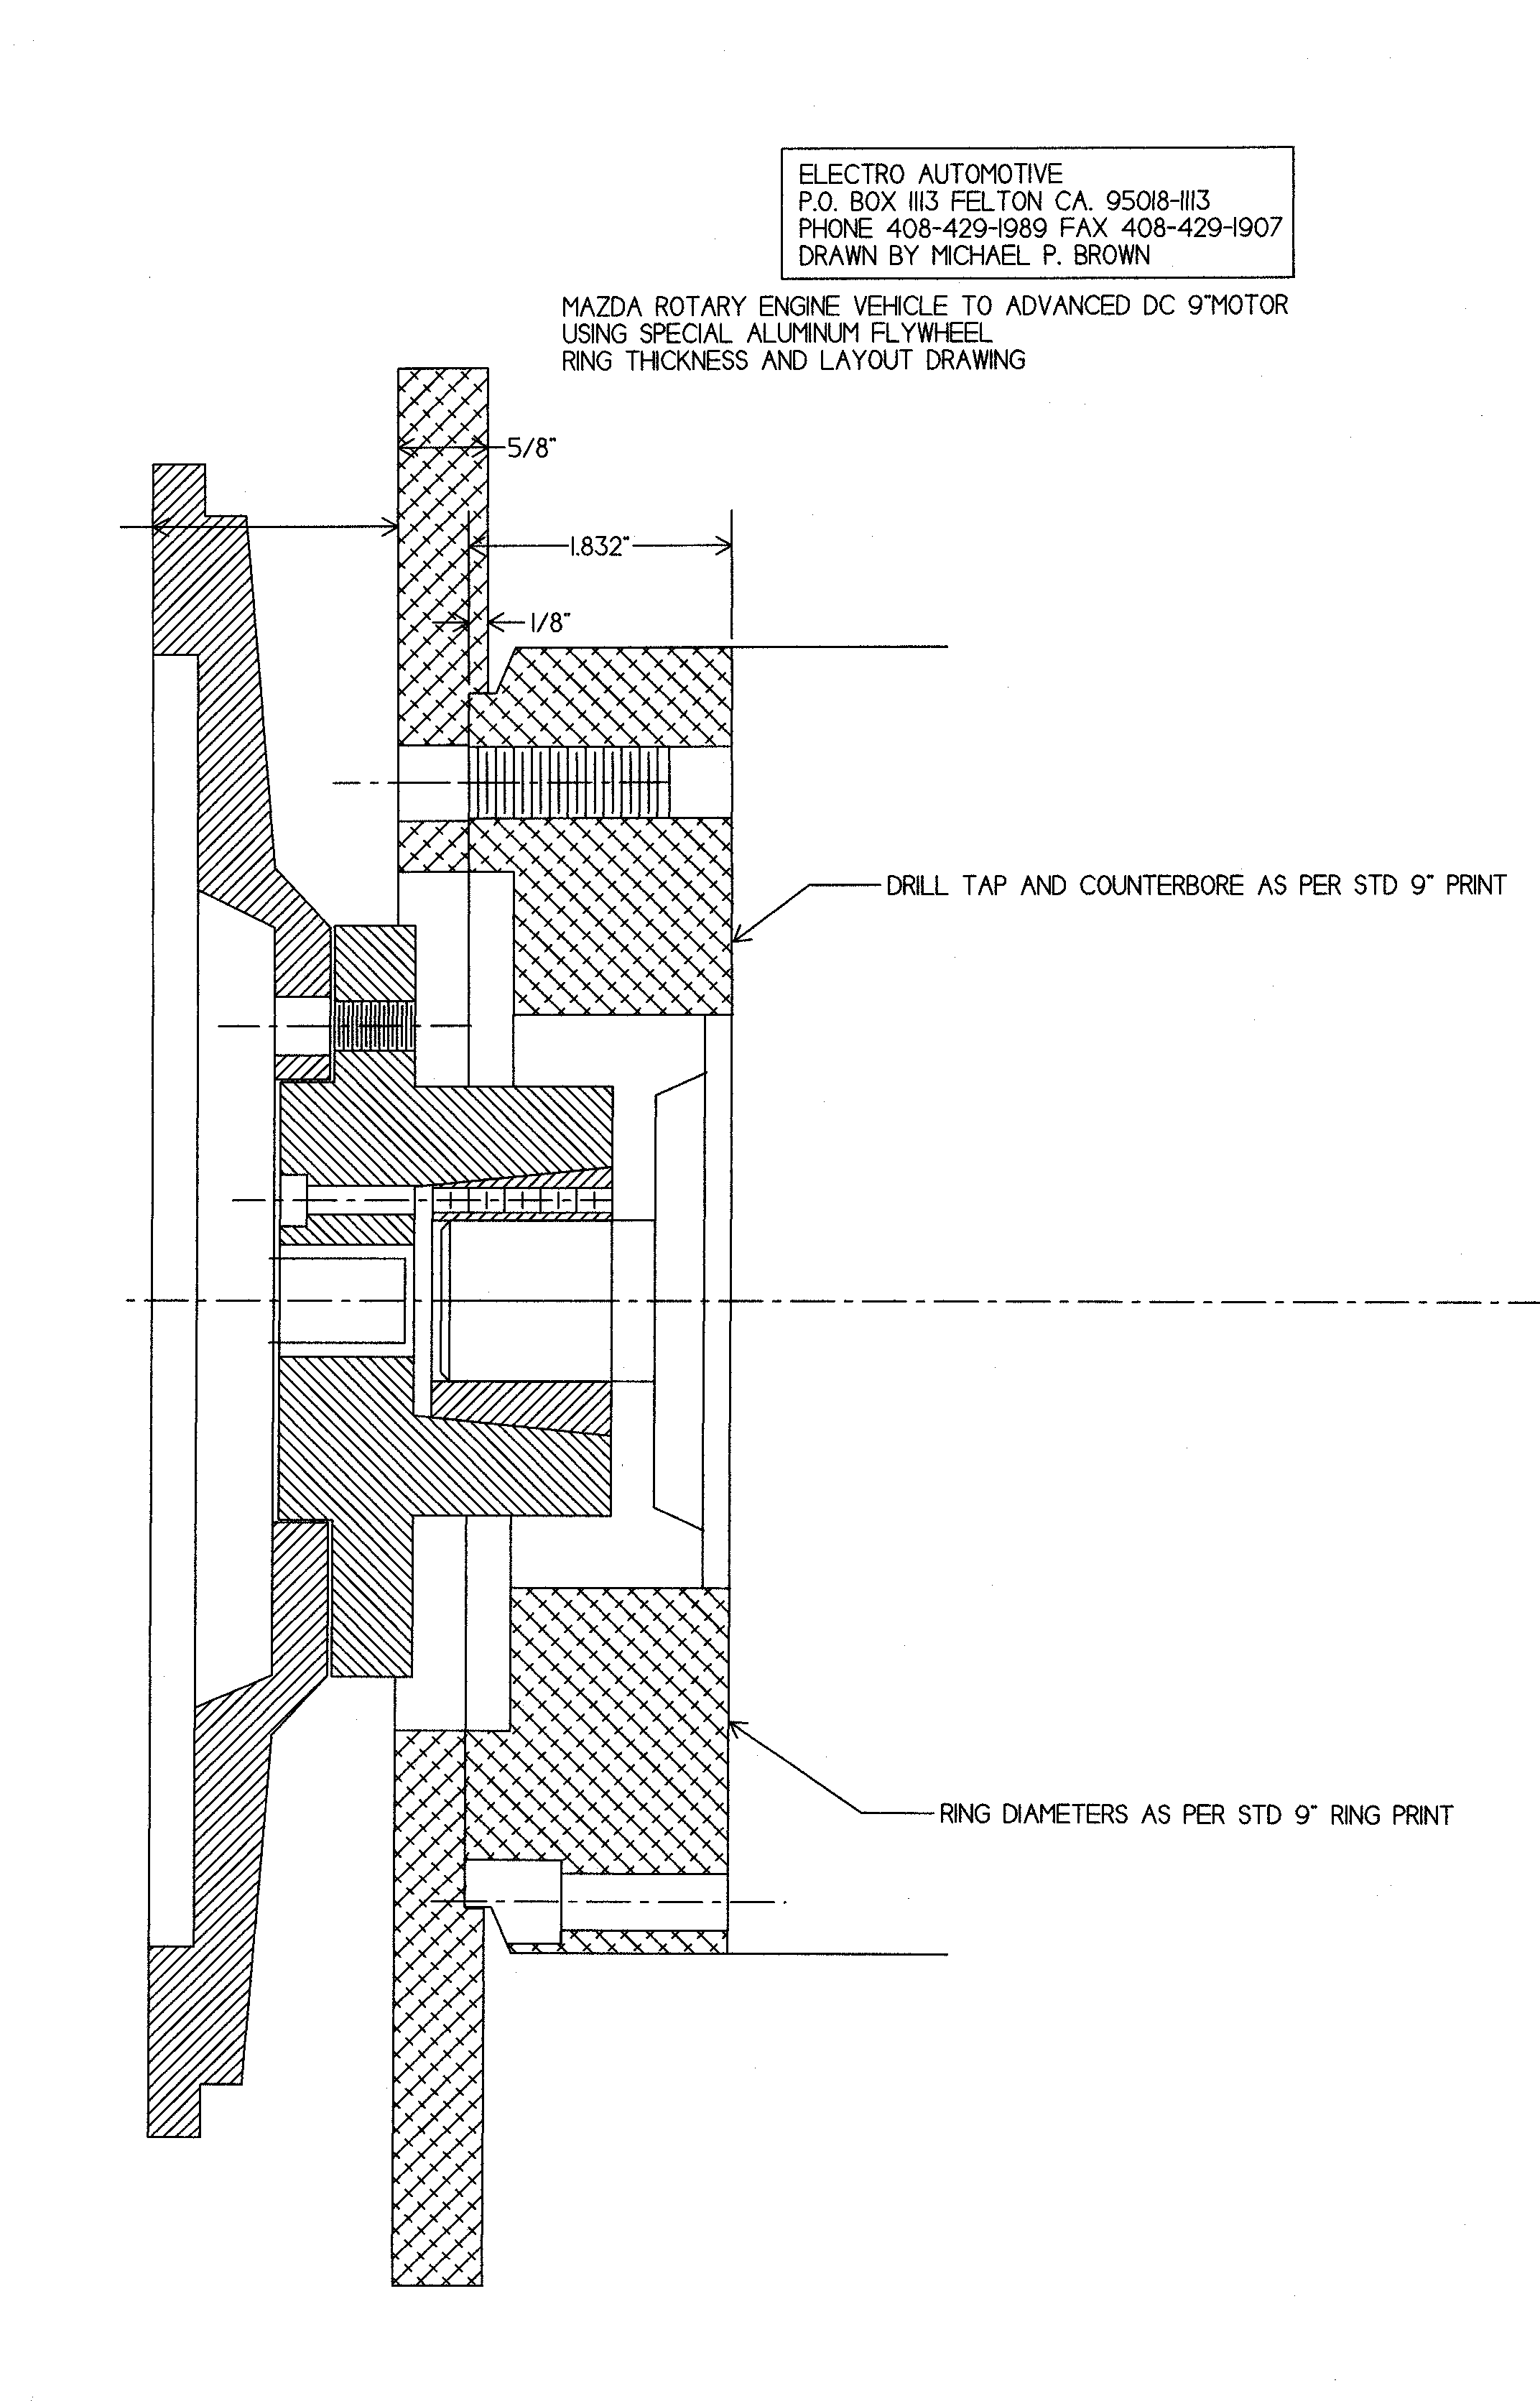 ELECTRO AUTOMOTIVE
P.O. BOX 1113 FELTON CA. 95018-1113
PHONE 408-429-1989 FAX 408-429-1907
DRAWN BY MICHAEL P. BROWN
MAZDA ROTARY ENGINE VEHICLE TO ADVANCED DC 9"MOTOR
USING SPECIAL ALUMINUM FLYWHEEL
RING THICKNESS AND LAYOUT DRAWING
5/8"
1.832"
1/8"
DRILL TAP AND COUNTERBORE AS PER STD 9" PRINT
RING DIAMETERS AS PER STD 9" RING PRINT